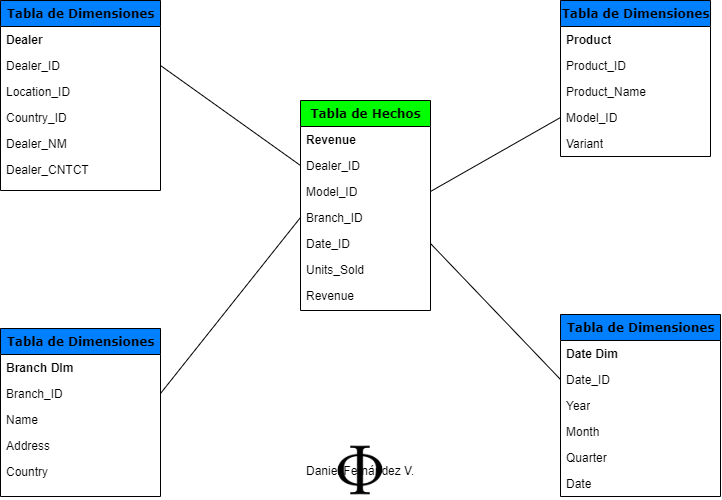 Tabla de Dimensiones
Dealer
Dealer_ID
Location_ID
Country_ID
Dealer_NM
Dealer_CNTCT
Tabla de Dimensiones
Product
Product_ID
Product_Name
Model_ID
Variant
Tabla de Hechos
Revenue
Dealer_ID
Model_ID
Branch_ID
Date_ID
Units_Sold
Revenue
Tabla de Dimensiones
Branch DIm
Branch_ID
Name
Address
Country
Tabla de Dimensiones
Date Dim
Date_ID
Year
Month
Quarter
Date
Daniel Fernández V.
Φ